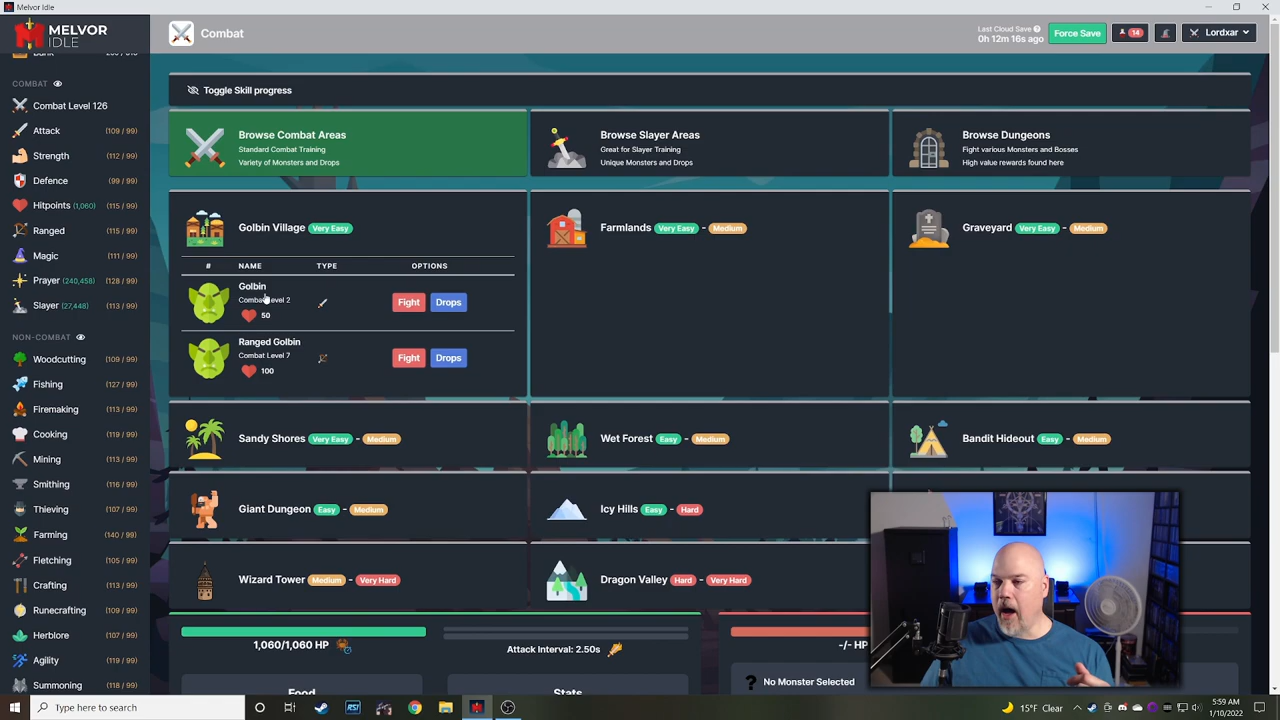 Melvor Idle
MELVOR
IDLE
Combat
Last Cloud Save
0h 12m 16s ago
Force Save
14
Lordxar
COMBAT
Combat Level 126
Attack (109 / 99)
Strength (112 / 99)
Defence (99 / 99)
Hitpoints (1,060) (115 / 99)
Ranged (115 / 99)
Magic (111 / 99)
Prayer (240,458) (128 / 99)
Slayer (27,448) (113 / 99)
NON-COMBAT
Woodcutting (109 / 99)
Fishing (127 / 99)
Firemaking (113 / 99)
Cooking (119 / 99)
Mining (113 / 99)
Smithing (116 / 99)
Thieving (107 / 99)
Farming (140 / 99)
Fletching (105 / 99)
Crafting (113 / 99)
Runecrafting (109 / 99)
Herblore (107 / 99)
Agility (119 / 99)
Summoning (118 / 99)
Toggle Skill progress
Browse Combat Areas
Standard Combat Training
Variety of Monsters and Drops
Browse Slayer Areas
Great for Slayer Training
Unique Monsters and Drops
Browse Dungeons
Fight various Monsters and Bosses
High value rewards found here
Golbin Village Very Easy
# NAME TYPE OPTIONS
Golbin
Combat Level 2
50
Fight Drops
Ranged Golbin
Combat Level 7
100
Fight Drops
Farmlands Very Easy - Medium
Graveyard Very Easy - Medium
Sandy Shores Very Easy - Medium
Wet Forest Easy - Medium
Bandit Hideout Easy - Medium
Giant Dungeon Easy - Medium
Icy Hills Easy - Hard
Wizard Tower Medium - Very Hard
Dragon Valley Hard - Very Hard
1,060/1,060 HP
Attack Interval: 2.50s
-/- HP
Food
Stats
No Monster Selected
Type here to search
15°F Clear
5:59 AM
1/10/2022